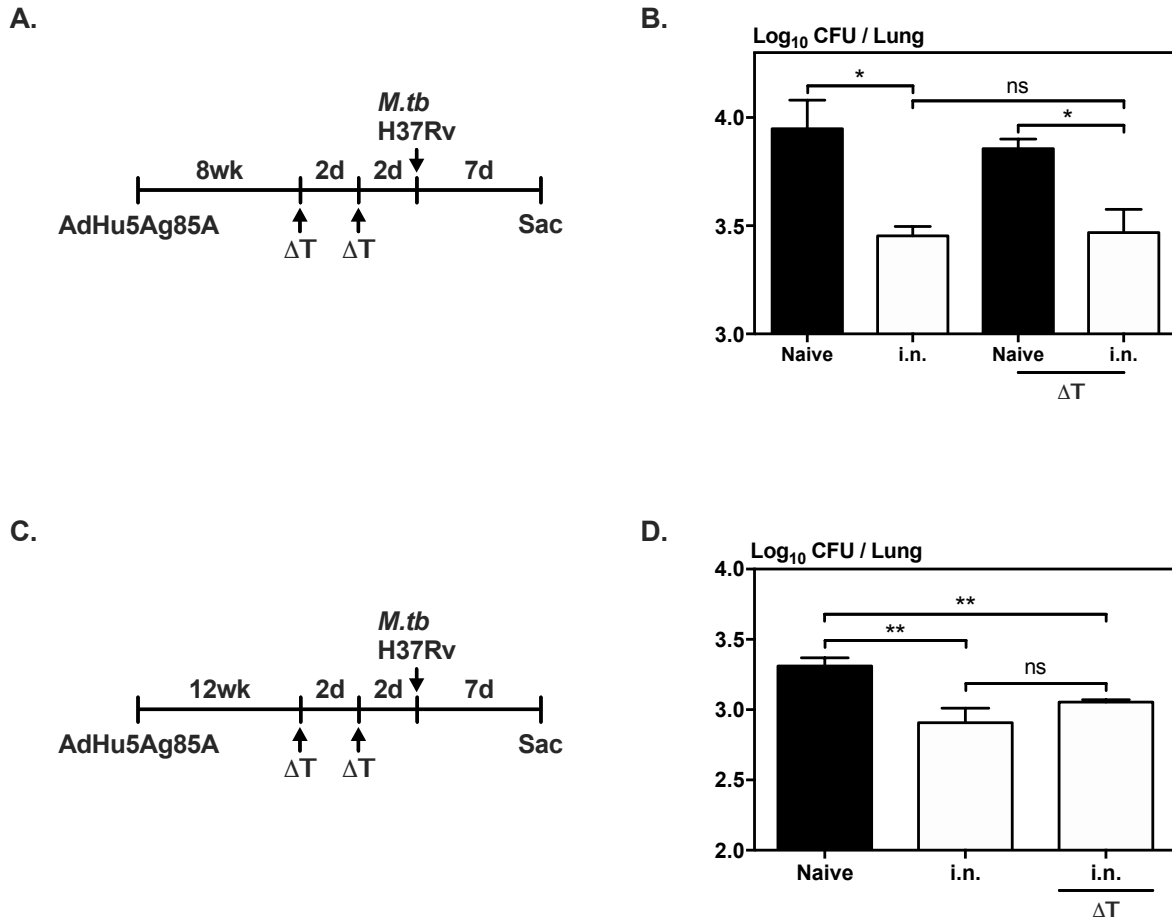 A.
M.tb
H37Rv
8wk 2d 2d 7d
AdHu5Ag85A Sac
ΔT ΔT
B.
Log₁₀ CFU / Lung
* ns
*
4.0
3.5
3.0
Naive i.n. Naive i.n.
ΔT
C.
M.tb
H37Rv
12wk 2d 2d 7d
AdHu5Ag85A Sac
ΔT ΔT
D.
Log₁₀ CFU / Lung
4.0
**
3.5
**
ns
3.0
2.5
2.0
Naive i.n. i.n.
ΔT